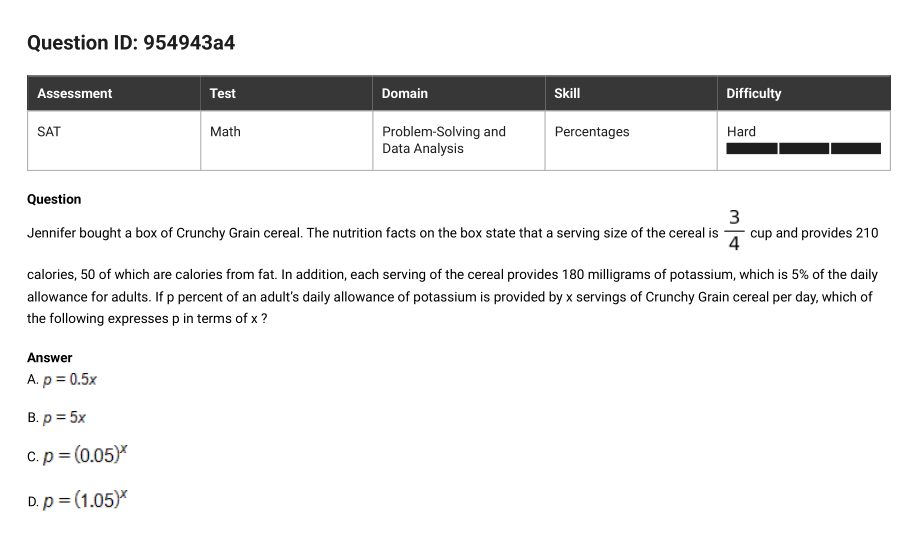 Question ID: 954943a4
Assessment Test Domain Skill Difficulty
SAT Math Problem-Solving and Data Analysis Percentages Hard
Question
Jennifer bought a box of Crunchy Grain cereal. The nutrition facts on the box state that a serving size of the cereal is 3/4 cup and provides 210
calories, 50 of which are calories from fat. In addition, each serving of the cereal provides 180 milligrams of potassium, which is 5% of the daily
allowance for adults. If p percent of an adult's daily allowance of potassium is provided by x servings of Crunchy Grain cereal per day, which of
the following expresses p in terms of x ?
Answer
A. p = 0.5x
B. p = 5x
C. p = (0.05)^x
D. p = (1.05)^x